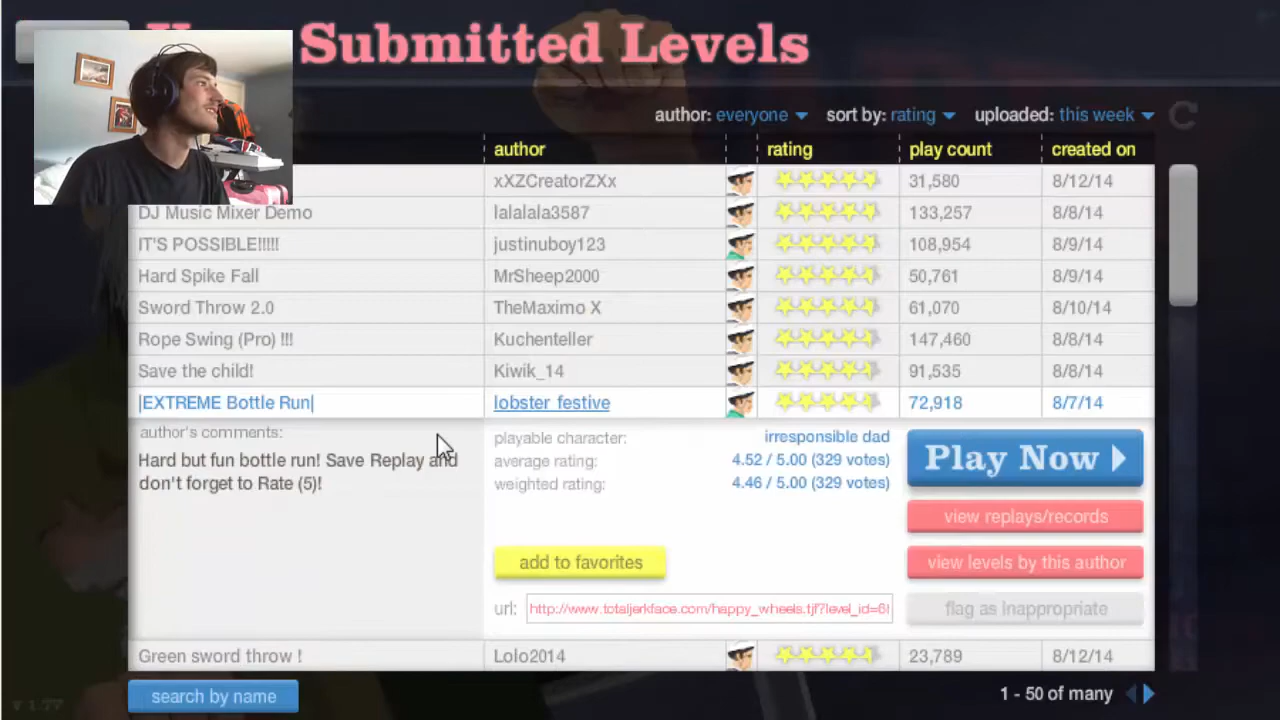 Submitted Levels
author: everyone sort by: rating uploaded: this week
author rating play count created on
xXZCreatorZXx 31,580 8/12/14
DJ Music Mixer Demo lalalala3587 133,257 8/8/14
IT'S POSSIBLE!!!!! justinuboy123 108,954 8/9/14
Hard Spike Fall MrSheep2000 50,761 8/9/14
Sword Throw 2.0 TheMaximo X 61,070 8/10/14
Rope Swing (Pro) !!! Kuchenteller 147,460 8/8/14
Save the child! Kiwik_14 91,535 8/8/14
|EXTREME Bottle Run| lobster_festive 72,918 8/7/14
author's comments:
Hard but fun bottle run! Save Replay and
don't forget to Rate (5)!
playable character: irresponsible dad
average rating: 4.52 / 5.00 (329 votes)
weighted rating: 4.46 / 5.00 (329 votes)
Play Now
view replays/records
add to favorites
view levels by this author
url: http://www.totaljerkface.com/happy_wheels.tjf?level_id=8
flag as inappropriate
Green sword throw ! Lolo2014 23,789 8/12/14
search by name
1 - 50 of many